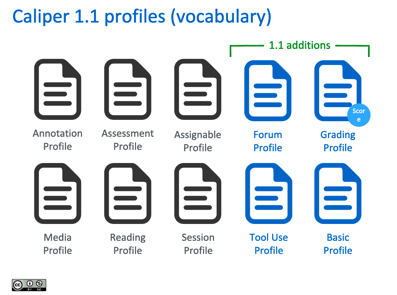 Caliper 1.1 profiles (vocabulary)
1.1 additions
Scor
e
Annotation
Profile
Assessment
Profile
Assignable
Profile
Forum
Profile
Grading
Profile
Media
Profile
Reading
Profile
Session
Profile
Tool Use
Profile
Basic
Profile